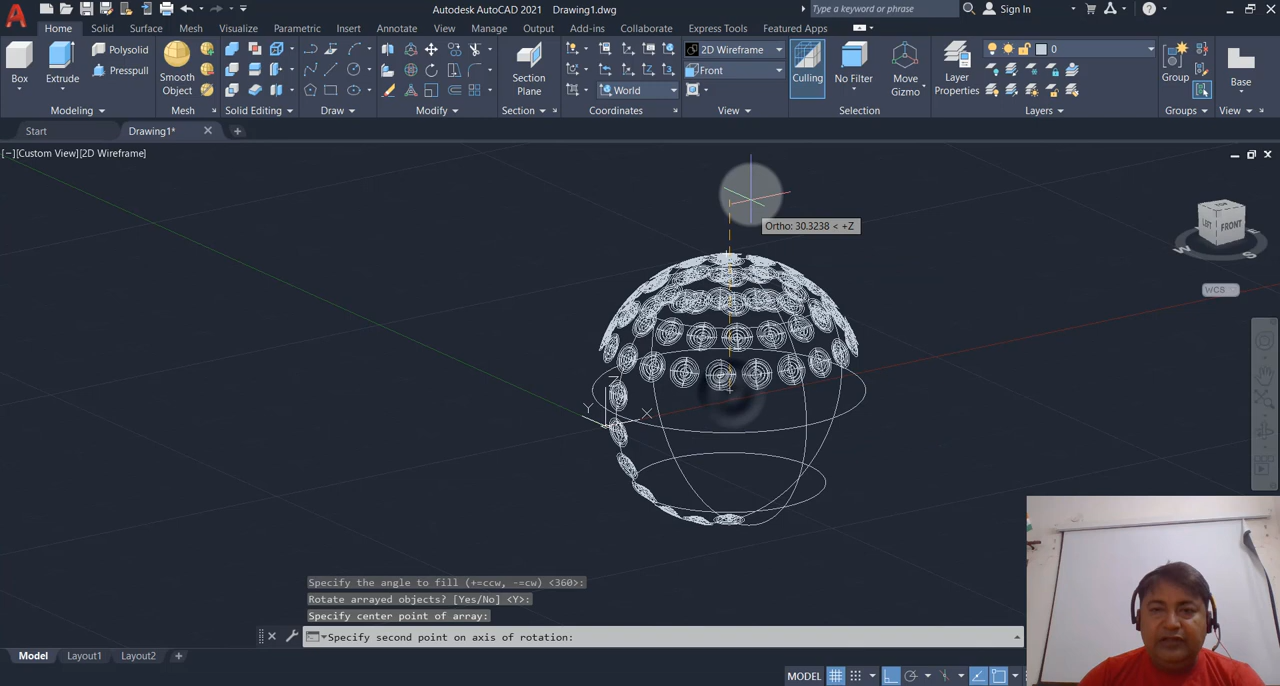 Autodesk AutoCAD 2021 Drawing1.dwg
Type a keyword or phrase
Sign In
Home Solid Surface Mesh Visualize Parametric Insert Annotate View Manage Output Add-ins Collaborate Express Tools Featured Apps
Box
Extrude
Polysolid
Presspull
Smooth Object
Section Plane
World
2D Wireframe
Front
Culling
No Filter
Move Gizmo
Layer Properties
0
Group
Base
Modeling Mesh Solid Editing Draw Modify Section Coordinates View Selection Layers Groups View
Start Drawing1*
[−][Custom View][2D Wireframe]
Ortho: 30.3238 < +Z
TOP
LEFT FRONT
E
W
S
WCS
Z
Y
X
Specify the angle to fill (+=ccw, -=cw) <360>:
Rotate arrayed objects? [Yes/No] <Y>:
Specify center point of array:
Specify second point on axis of rotation:
Model Layout1 Layout2
MODEL